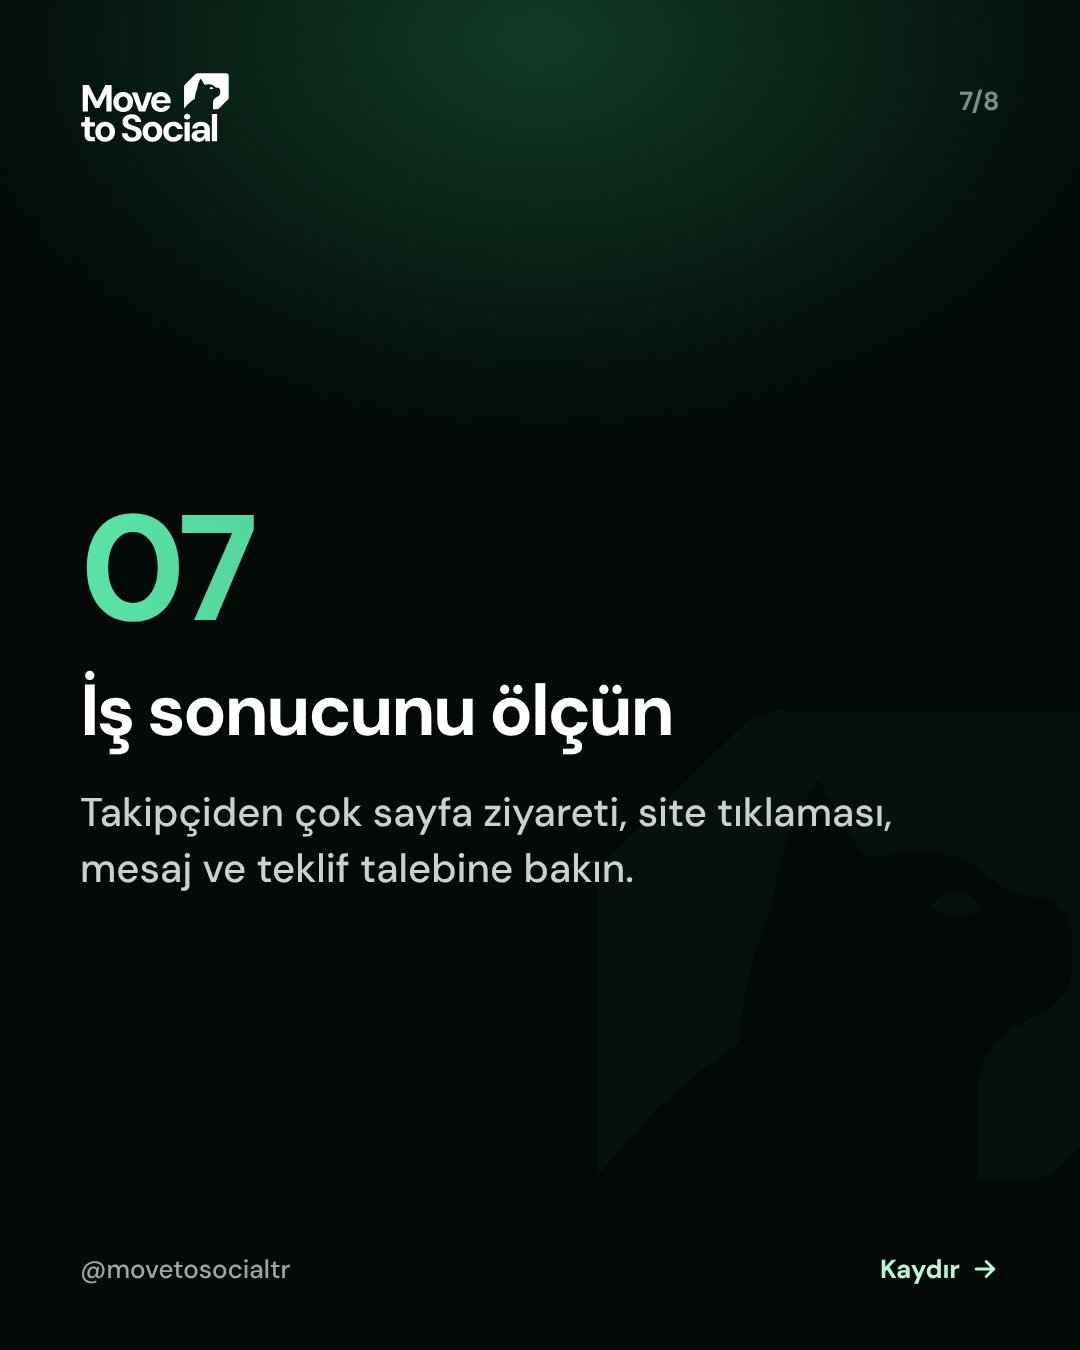 Move
to Social
7/8
07
İş sonucunu ölçün
Takipçiden çok sayfa ziyareti, site tıklaması,
mesaj ve teklif talebine bakın.
@movetosocialtr
Kaydır →